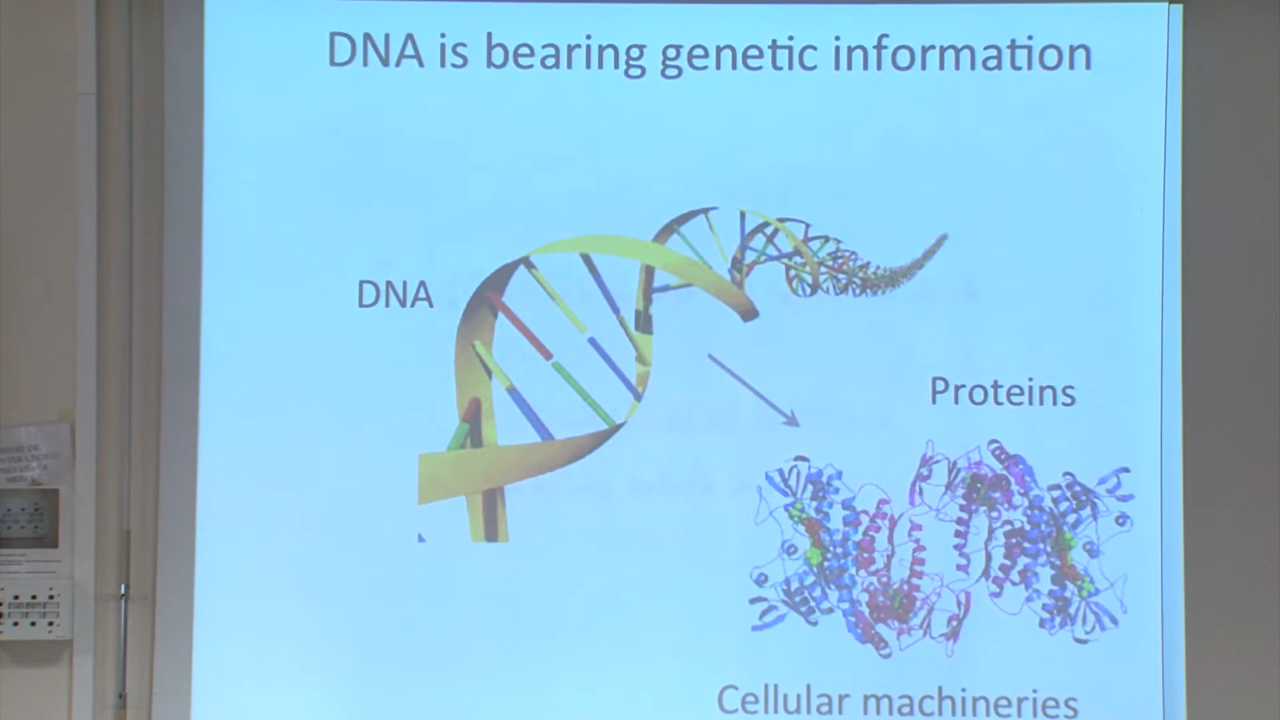 DNA is bearing genetic information
DNA
Proteins
Cellular machineries